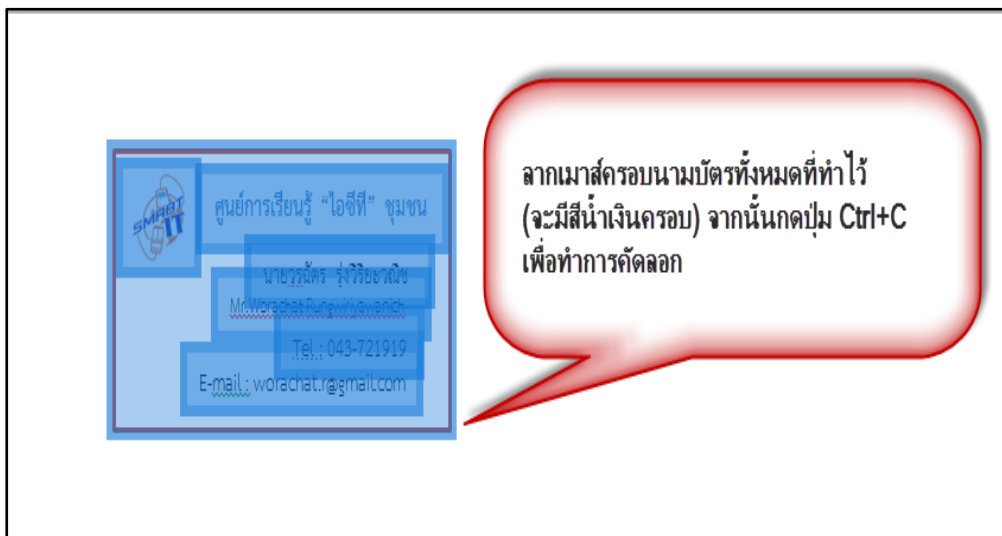 SMART
IT
ศูนย์การเรียนรู้ “ไอซีที” ชุมชน
นายวรฉัตร รุ่งวิริยะวณิช
Mr.Worachat Rungwiriyawanich
Tel : 043-721919
E-mail : worachat.r@gmail.com
ลากเมาส์ครอบนามบัตรทั้งหมดที่ทำไว้
(จะมีสีน้ำเงินครอบ) จากนั้นกดปุ่ม Ctrl+C
เพื่อทำการคัดลอก